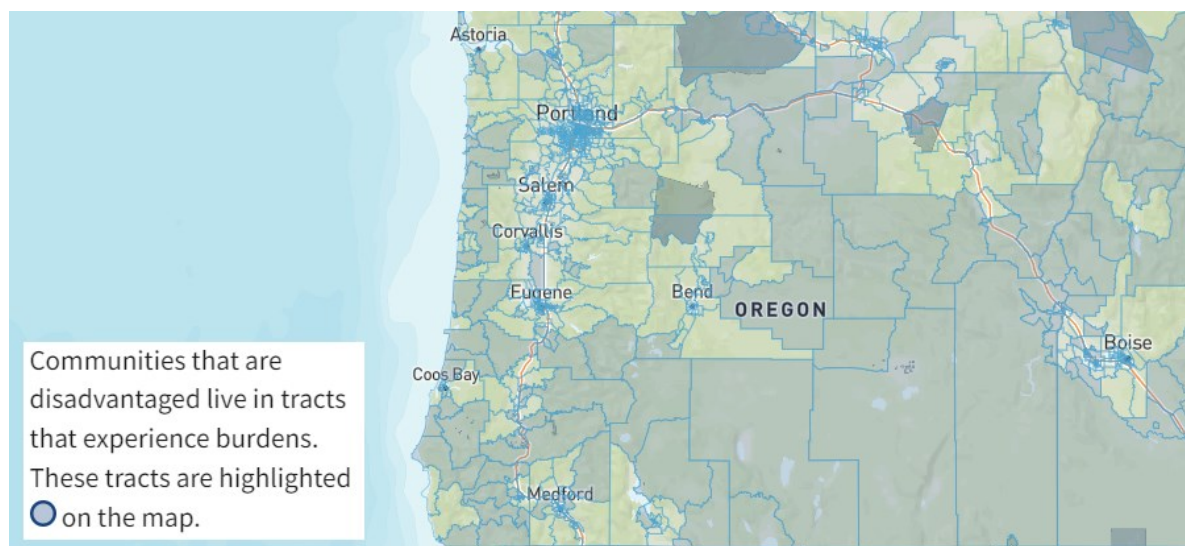 Astoria
Portland
Salem
Corvallis
Eugene
Bend
OREGON
Boise
Coos Bay
Medford
Communities that are
disadvantaged live in tracts
that experience burdens.
These tracts are highlighted
on the map.